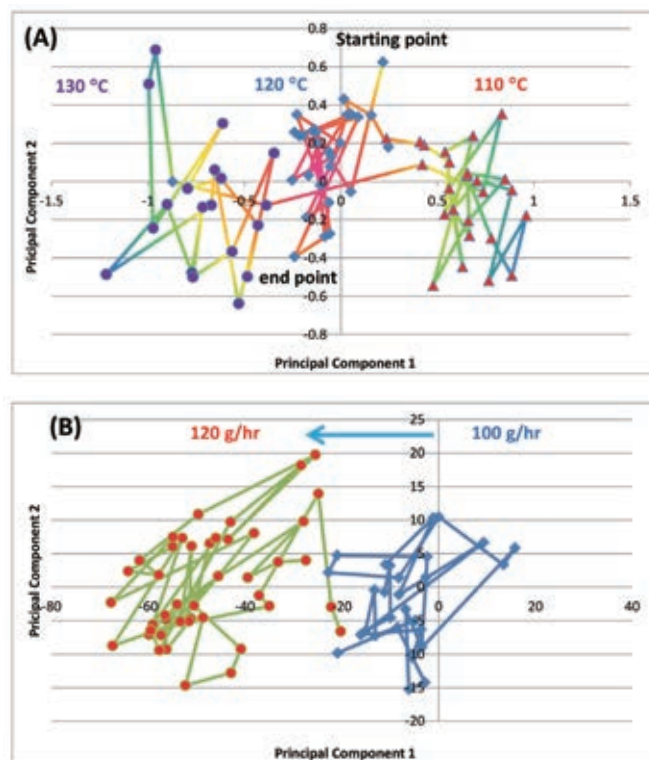 (A)
Starting point
130 °C
120 °C
110 °C
0.8
0.6
0.4
0.2
0
-0.2
-0.4
-0.6
-0.8
-1.5
-1
-0.5
0
0.5
1
1.5
end point
Pricipal Component 2
Principal Component 1
(B)
120 g/hr
100 g/hr
25
20
15
10
5
0
-5
-10
-15
-20
-80
-60
-40
-20
0
20
40
Pricipal Component 2
Principal Component 1